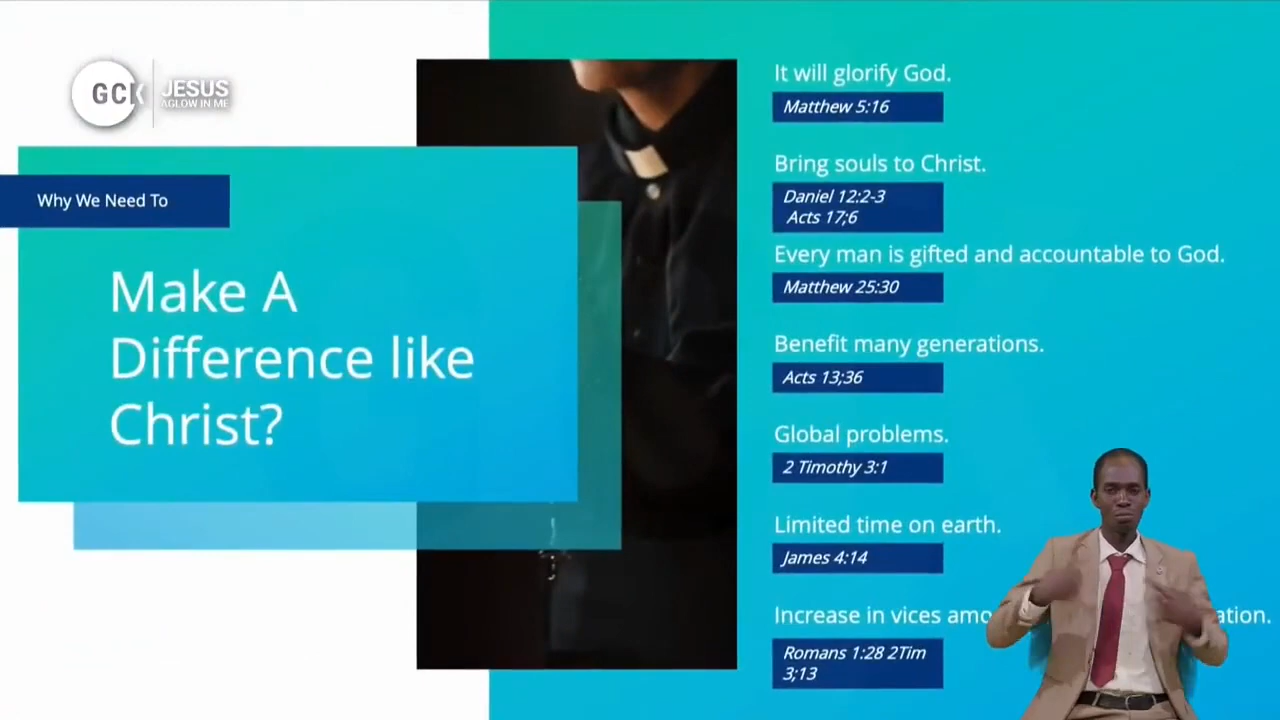 GCK
JESUS
AGLOW IN ME
Why We Need To
Make A
Difference like
Christ?
It will glorify God.
Matthew 5:16
Bring souls to Christ.
Daniel 12:2-3
Acts 17;6
Every man is gifted and accountable to God.
Matthew 25:30
Benefit many generations.
Acts 13;36
Global problems.
2 Timothy 3:1
Limited time on earth.
James 4:14
Increase in vices
Romans 1:28 2Tim
3;13